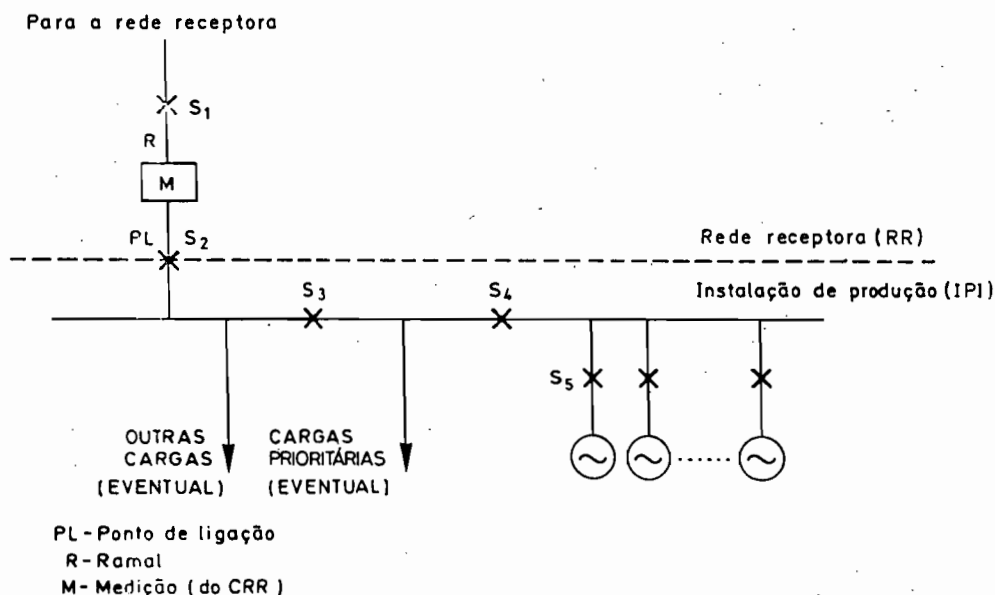 Para a rede receptora
S1
R
M
PL S2
Rede receptora (RR)
Instalação de produção (IPI)
S3
S4
S5
OUTRAS
CARGAS
(EVENTUAL)
CARGAS
PRIORITÁRIAS
(EVENTUAL)
PL - Ponto de ligação
R - Ramal
M - Medição (do CRR)